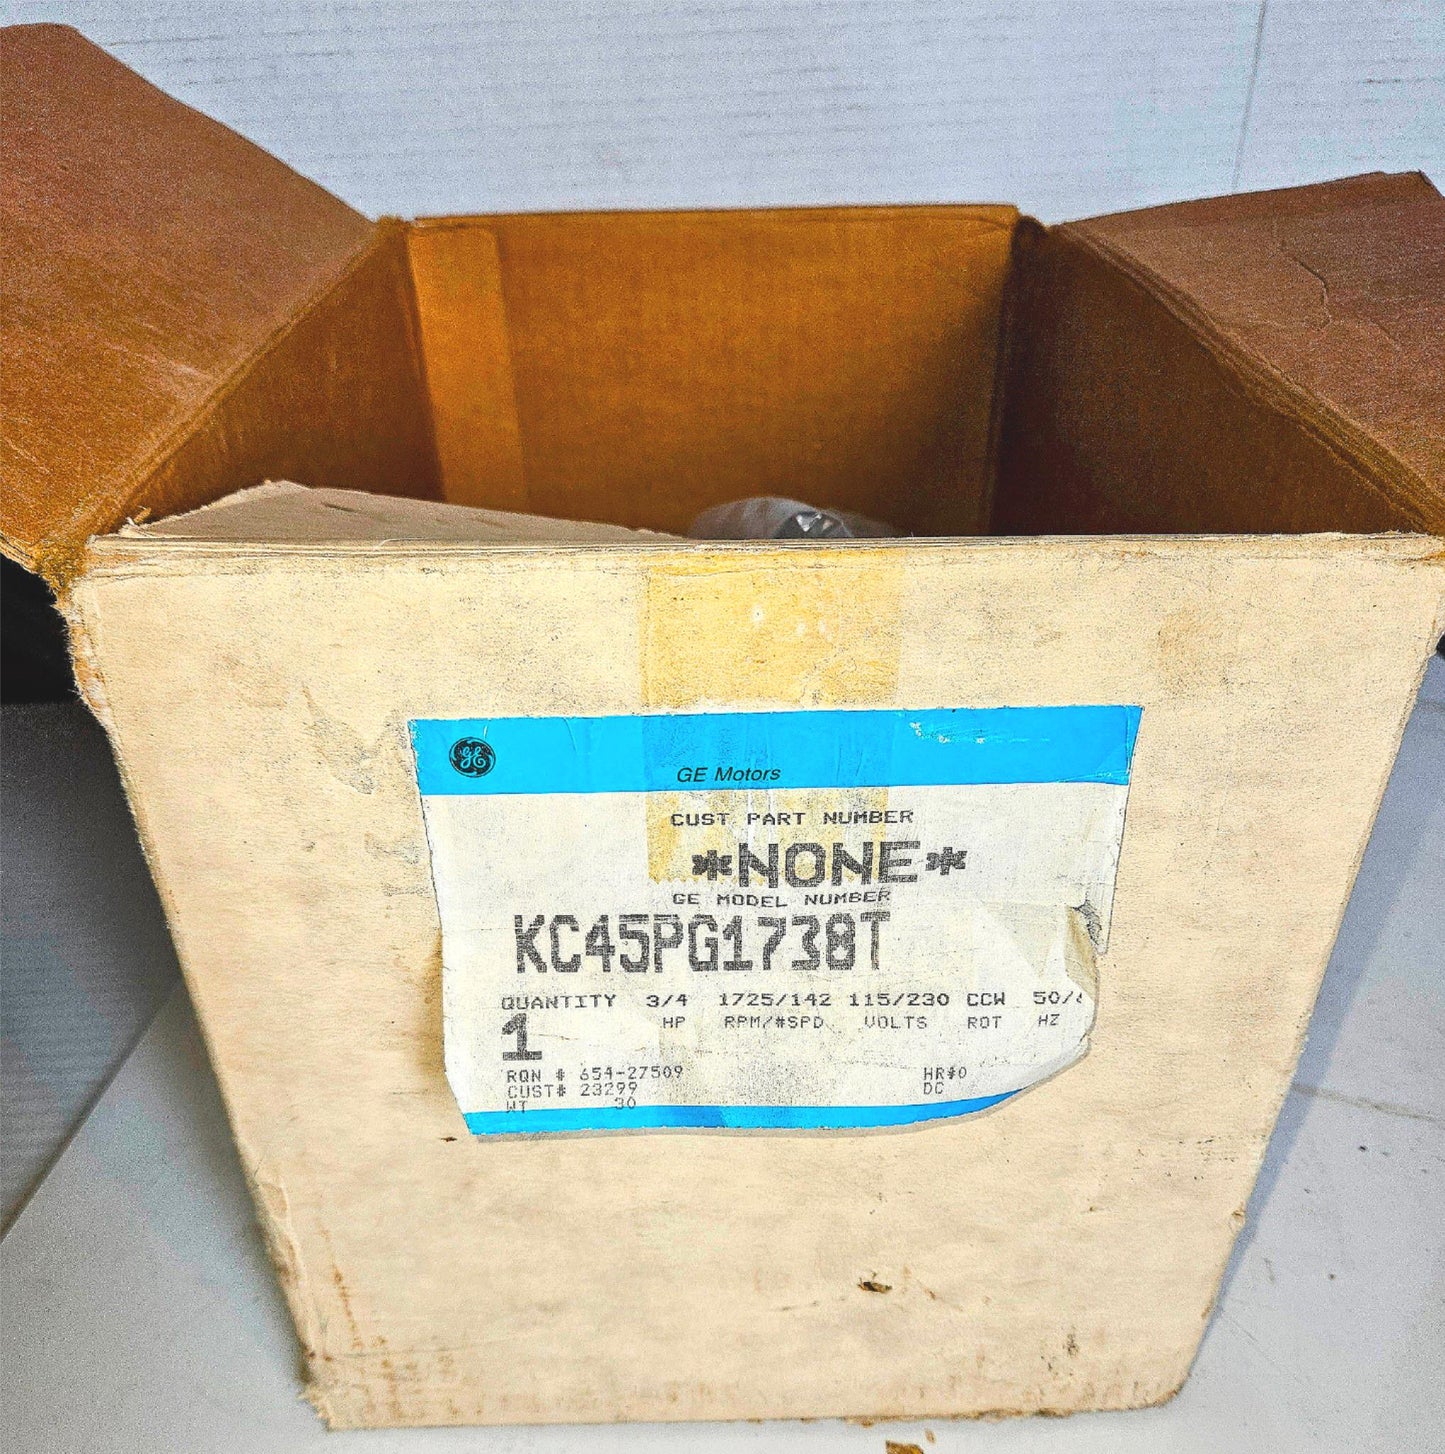 GE
GE Motors
CUST PART NUMBER
*NONE*
GE MODEL NUMBER
KC45PG1738T
QUANTITY 3/4 1725/142 115/230 CCW 50/
1 HP RPM/#SPD VOLTS ROT HZ
RQN # 654-27509 HR#0
CUST# 23299 DC
WT 30